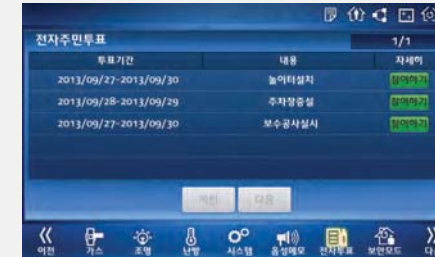 전자주민투표 1/1
투표기간 내용 자세히
2013/09/27-2013/09/30 놀이터설치 참여하기
2013/09/28-2013/09/29 주차장증설 참여하기
2013/09/27-2013/09/30 보수공사실시 참여하기
이전 다음
이전 가스 조명 난방 시스템 음성메모 전자투표 보안모드